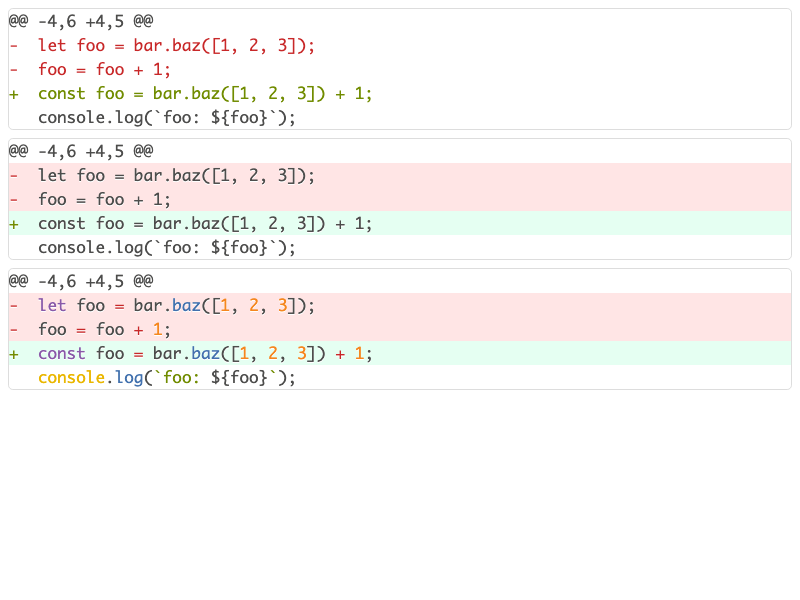 @@ -4,6 +4,5 @@
-  let foo = bar.baz([1, 2, 3]);
-  foo = foo + 1;
+  const foo = bar.baz([1, 2, 3]) + 1;
   console.log(`foo: ${foo}`);
@@ -4,6 +4,5 @@
-  let foo = bar.baz([1, 2, 3]);
-  foo = foo + 1;
+  const foo = bar.baz([1, 2, 3]) + 1;
   console.log(`foo: ${foo}`);
@@ -4,6 +4,5 @@
-  let foo = bar.baz([1, 2, 3]);
-  foo = foo + 1;
+  const foo = bar.baz([1, 2, 3]) + 1;
   console.log(`foo: ${foo}`);